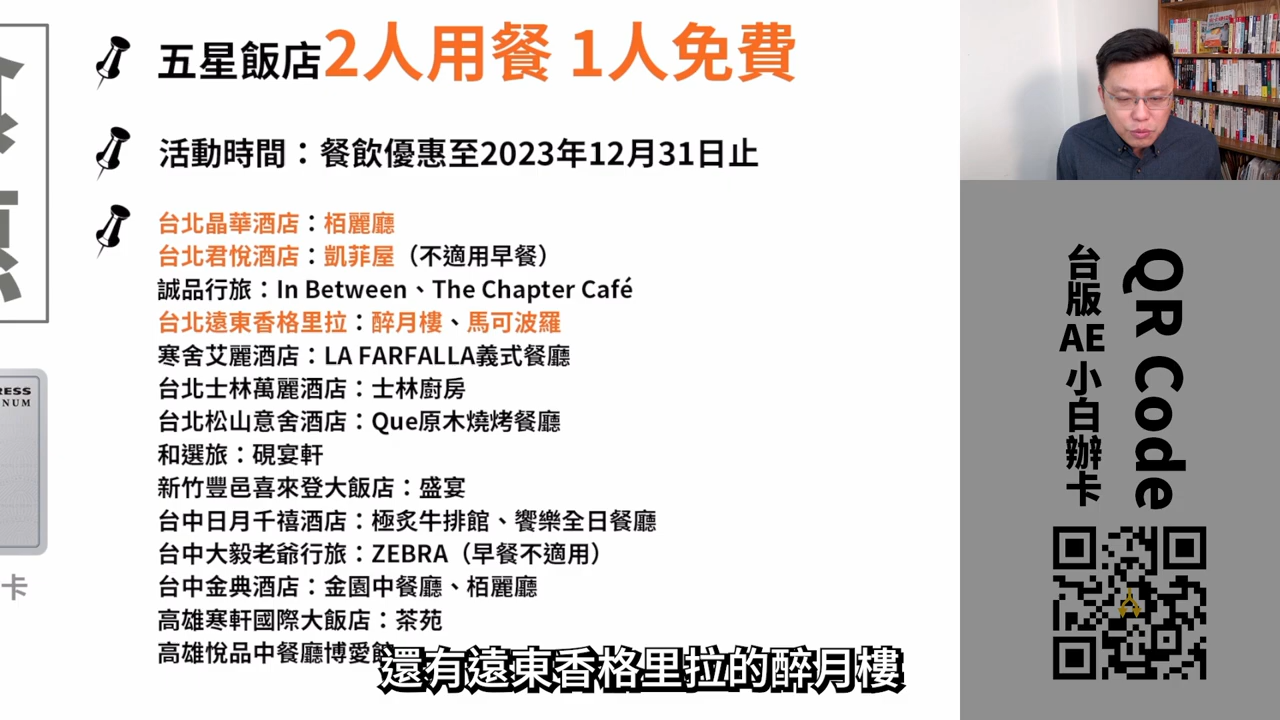 五星飯店2人用餐 1人免費
活動時間：餐飲優惠至2023年12月31日止
台北晶華酒店：栢麗廳
台北君悅酒店：凱菲屋（不適用早餐）
誠品行旅：In Between、The Chapter Café
台北遠東香格里拉：醉月樓、馬可波羅
寒舍艾麗酒店：LA FARFALLA義式餐廳
台北士林萬麗酒店：士林廚房
台北松山意舍酒店：Que原木燒烤餐廳
和選旅：硯宴軒
新竹豐邑喜來登大飯店：盛宴
台中日月千禧酒店：極炙牛排館、饗樂全日餐廳
台中大毅老爺行旅：ZEBRA（早餐不適用）
台中金典酒店：金園中餐廳、栢麗廳
高雄寒軒國際大飯店：茶苑
高雄悅品中餐廳博愛館
還有遠東香格里拉的醉月樓
RESS
NUM
卡
QR Code
台版 AE 小白辦卡